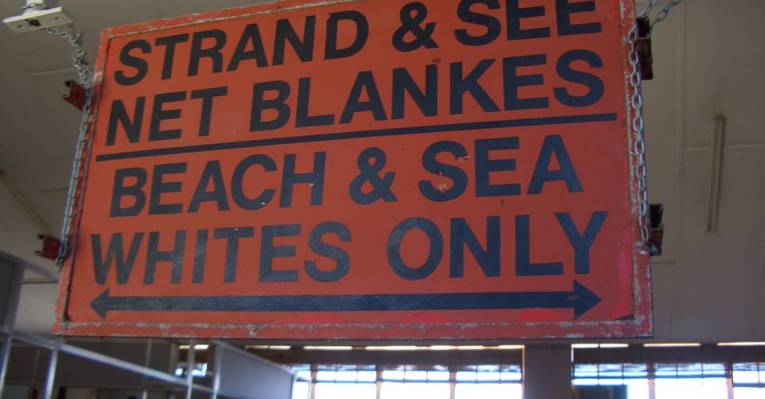 STRAND & SEE
NET BLANKES
BEACH & SEA
WHITES ONLY